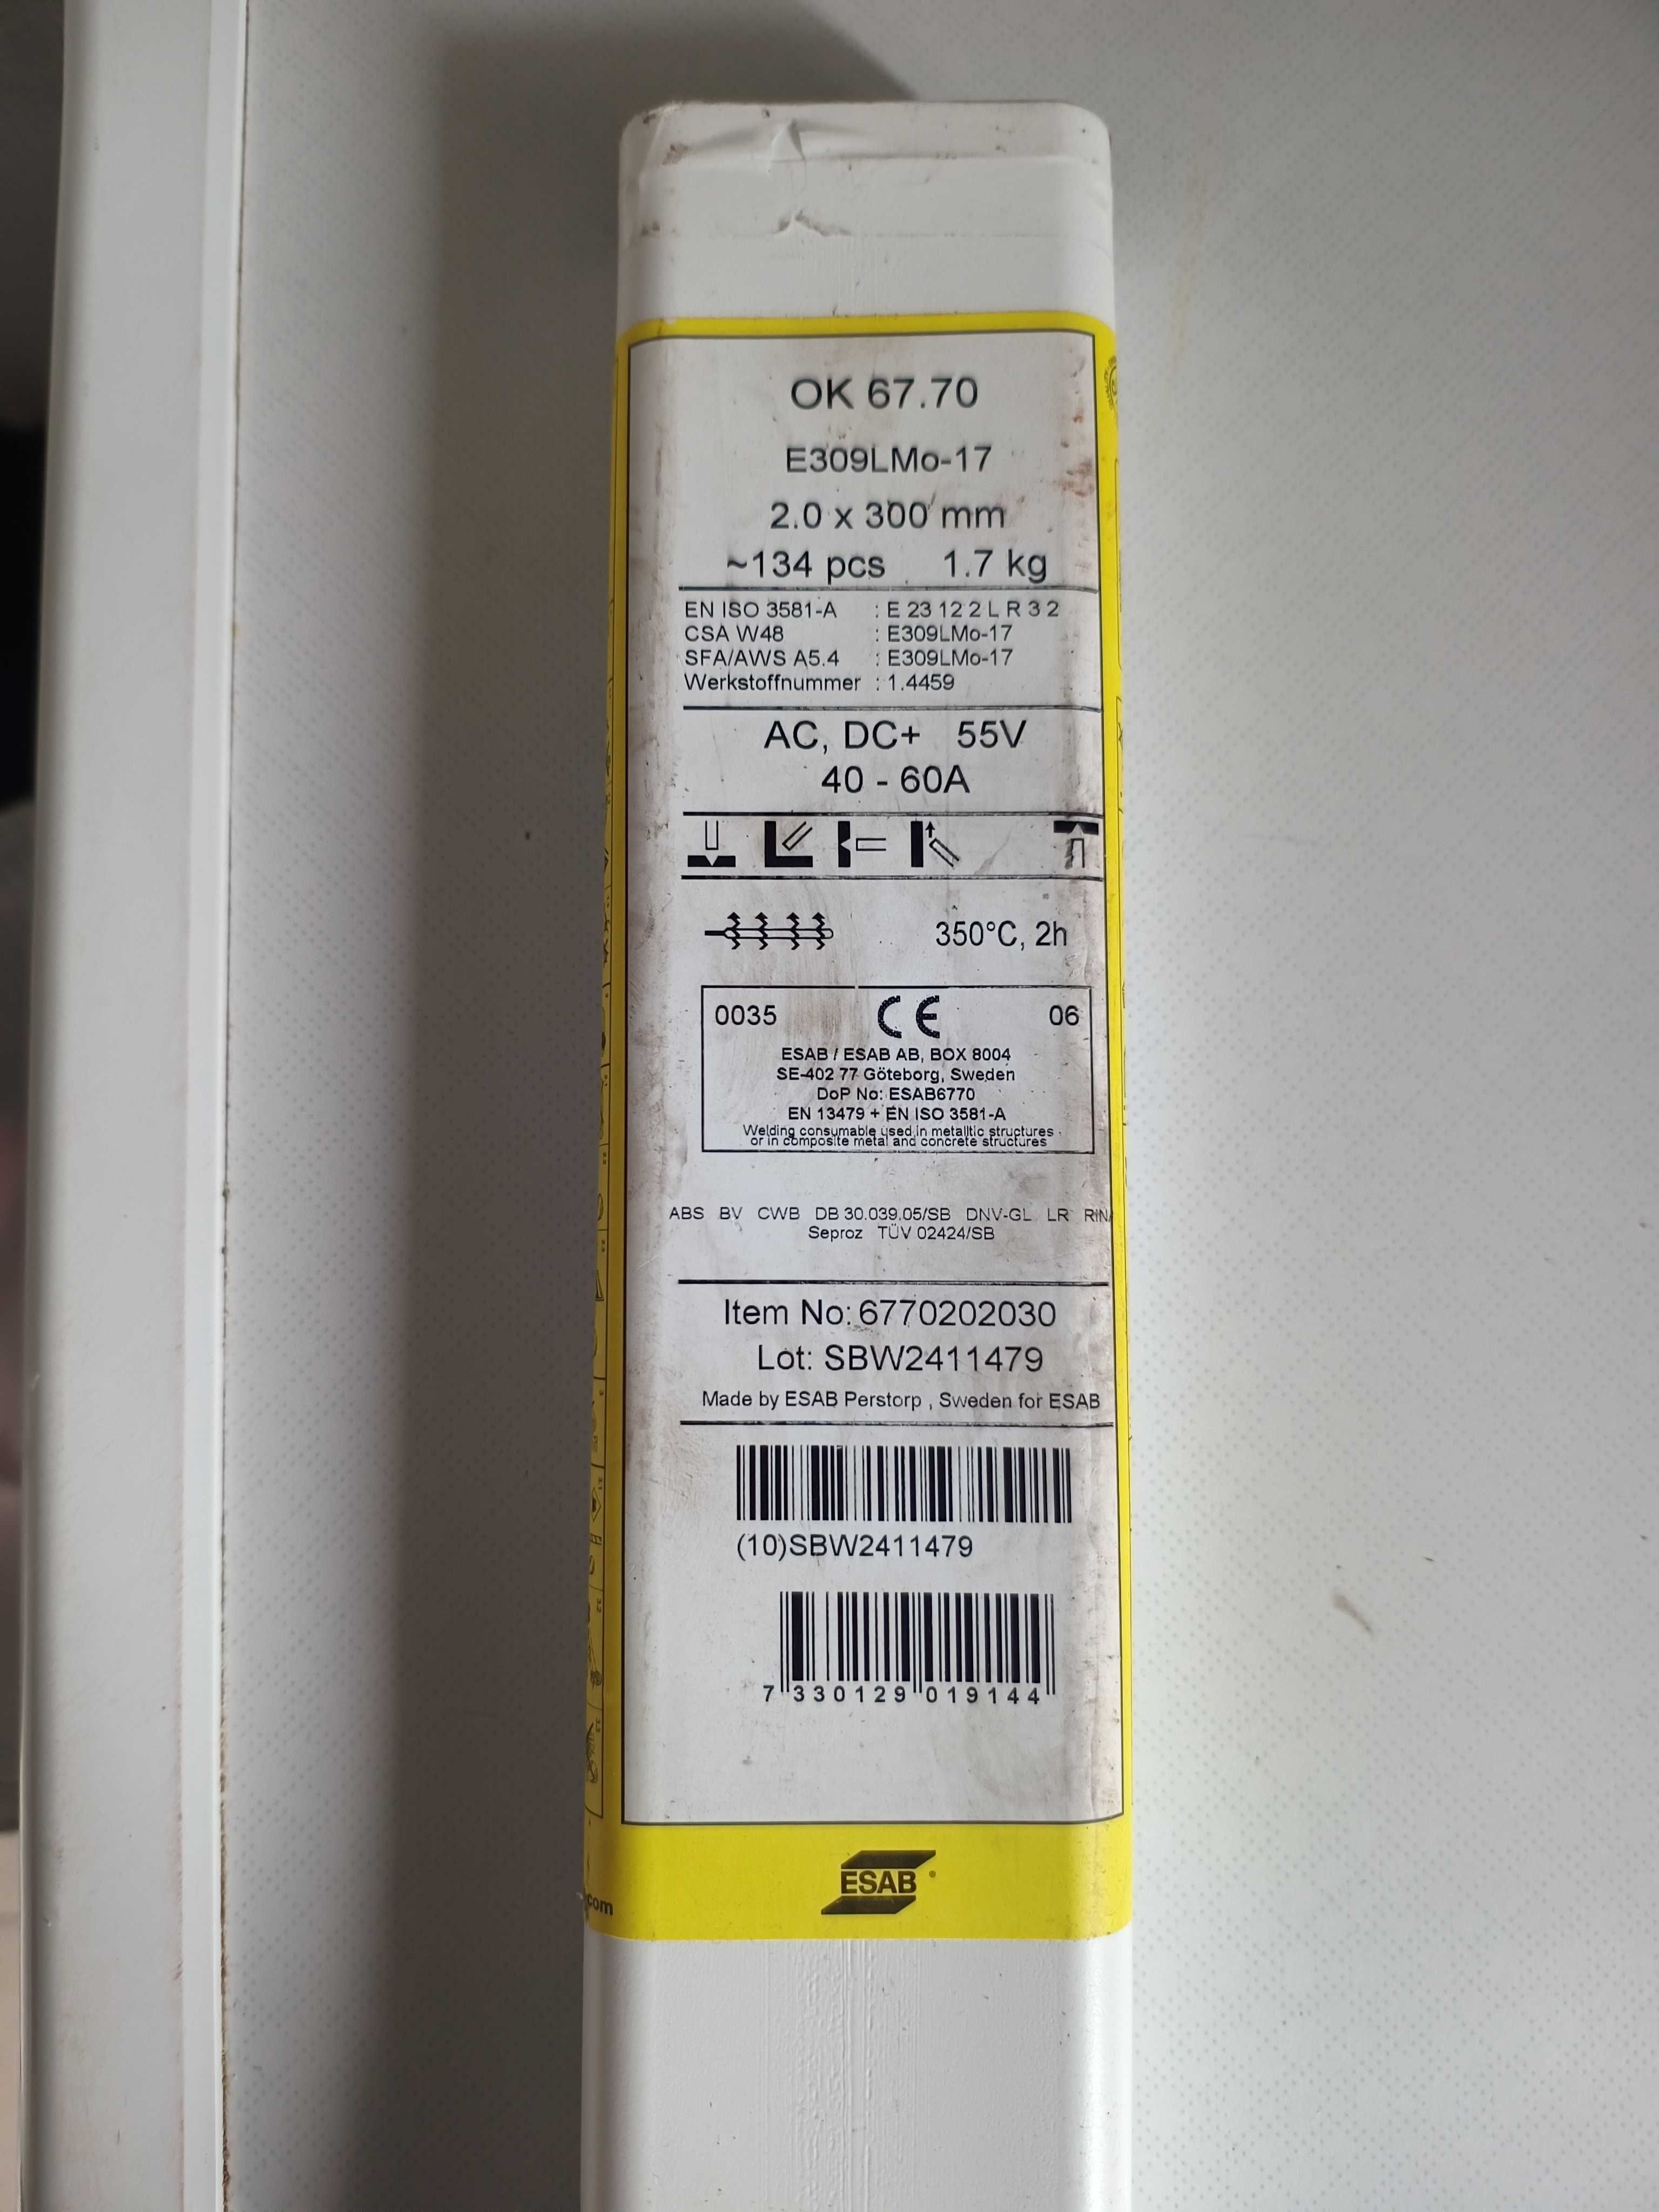 OK 67.70
E309LMo-17
2.0 x 300 mm
~134 pcs 1.7 kg
EN ISO 3581-A : E 23 12 2 L R 3 2
CSA W48 : E309LMo-17
SFA/AWS A5.4 : E309LMo-17
Werkstoffnummer : 1.4459
AC, DC+ 55V
40 - 60A
350°C, 2h
0035 CE 06
ESAB / ESAB AB, BOX 8004
SE-402 77 Göteborg, Sweden
DoP No: ESAB6770
EN 13479 + EN ISO 3581-A
Welding consumable used in metalltic structures
or in composite metal and concrete structures
ABS BV CWB DB 30.039.05/SB DNV-GL LR RINA
Seproz TÜV 02424/SB
Item No: 6770202030
Lot: SBW2411479
Made by ESAB Perstorp , Sweden for ESAB
(10)SBW2411479
7 330129 019144
ESAB
.com